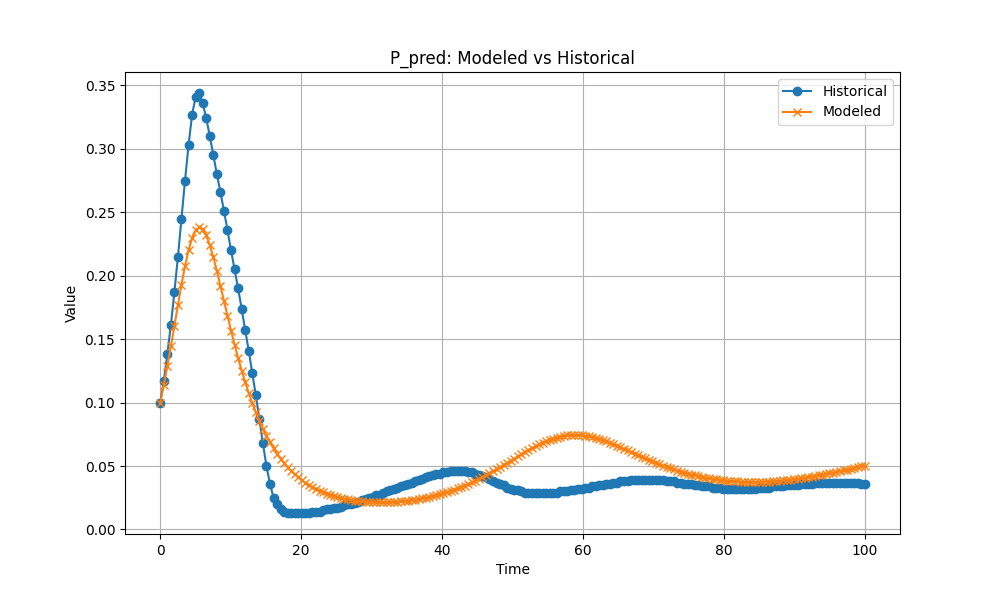 P_pred: Modeled vs Historical
Historical
Modeled
Value
0.35
0.30
0.25
0.20
0.15
0.10
0.05
0.00
0 20 40 60 80 100
Time